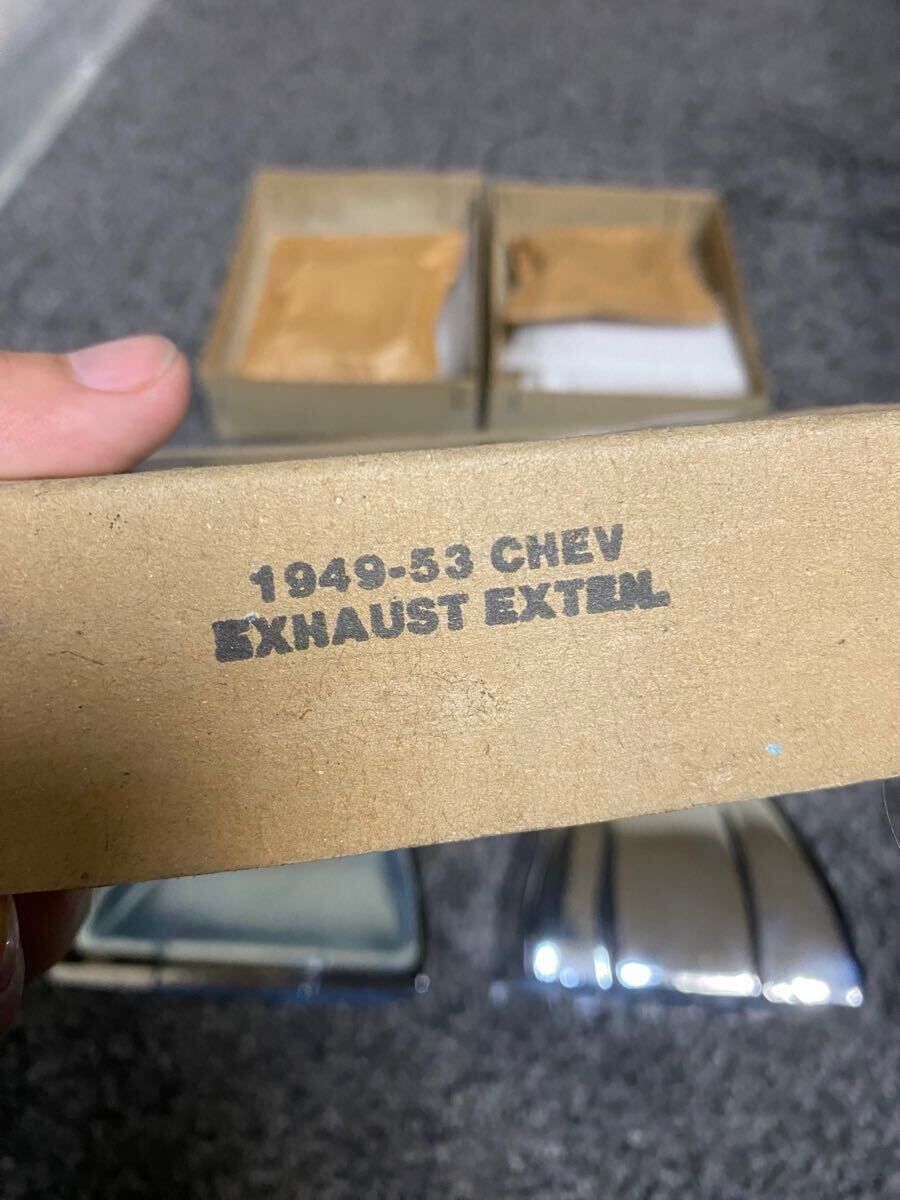 1949-53 CHEV
EXHAUST EXTEN.